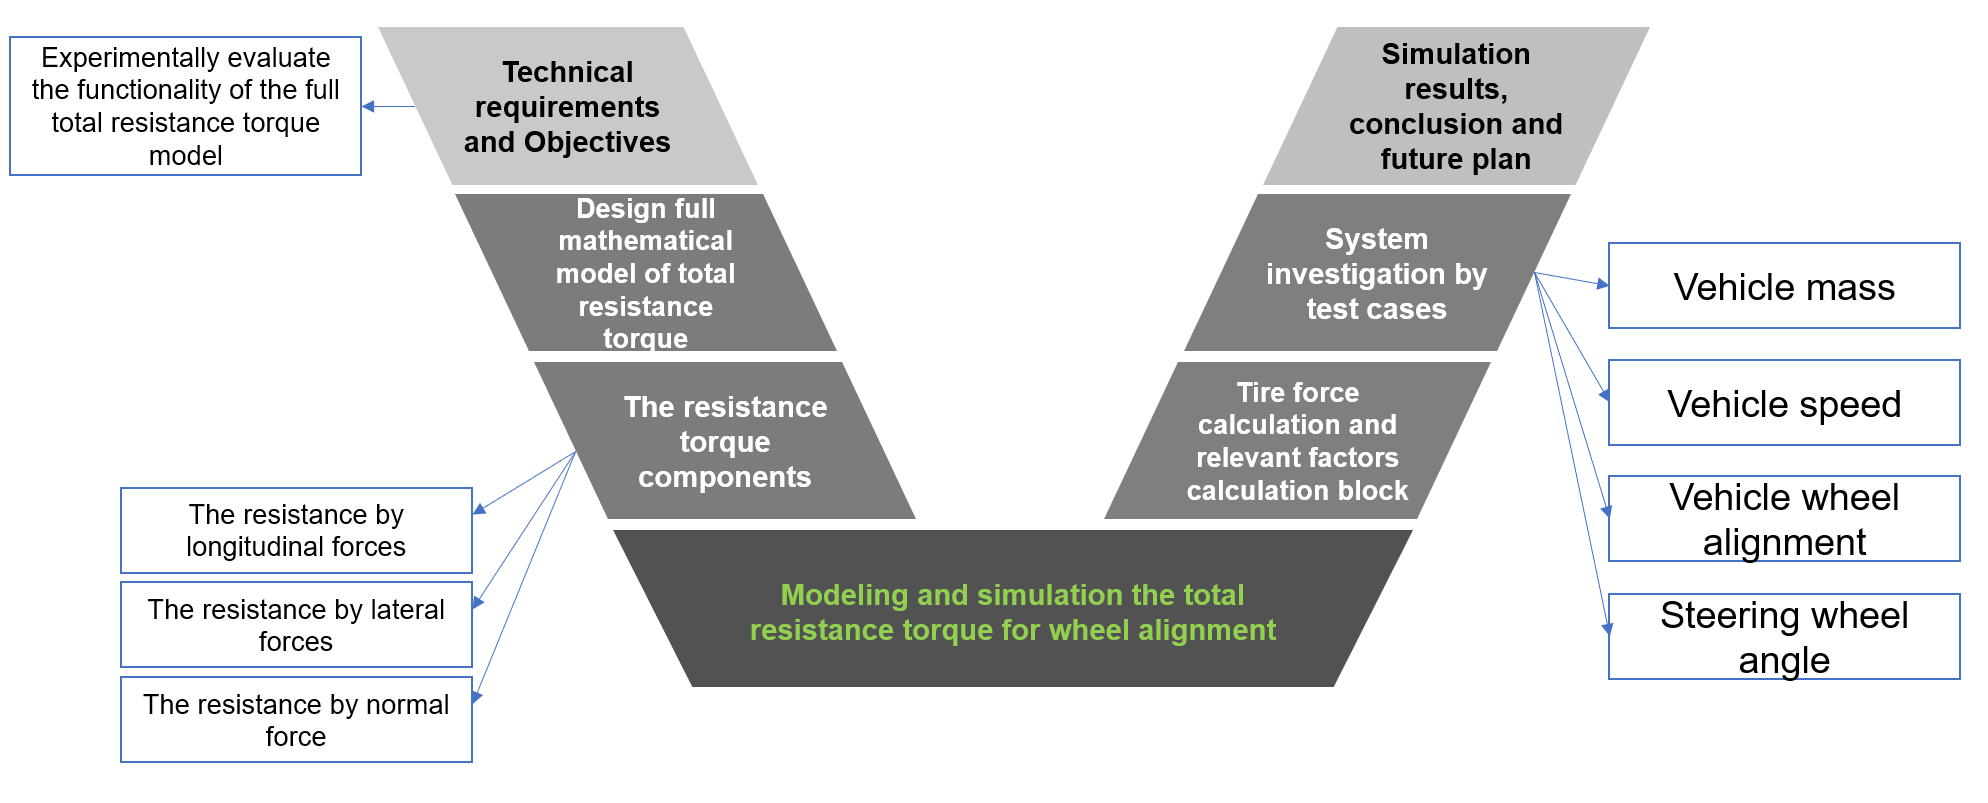 Experimentally evaluate
the functionality of the full
total resistance torque
model
Technical
requirements
and Objectives
Design full
mathematical
model of total
resistance
torque
The resistance
torque
components
The resistance by
longitudinal forces
The resistance by lateral
forces
The resistance by normal
force
Modeling and simulation the total
resistance torque for wheel alignment
Simulation
results,
conclusion and
future plan
System
investigation by
test cases
Tire force
calculation and
relevant factors
calculation block
Vehicle mass
Vehicle speed
Vehicle wheel
alignment
Steering wheel
angle